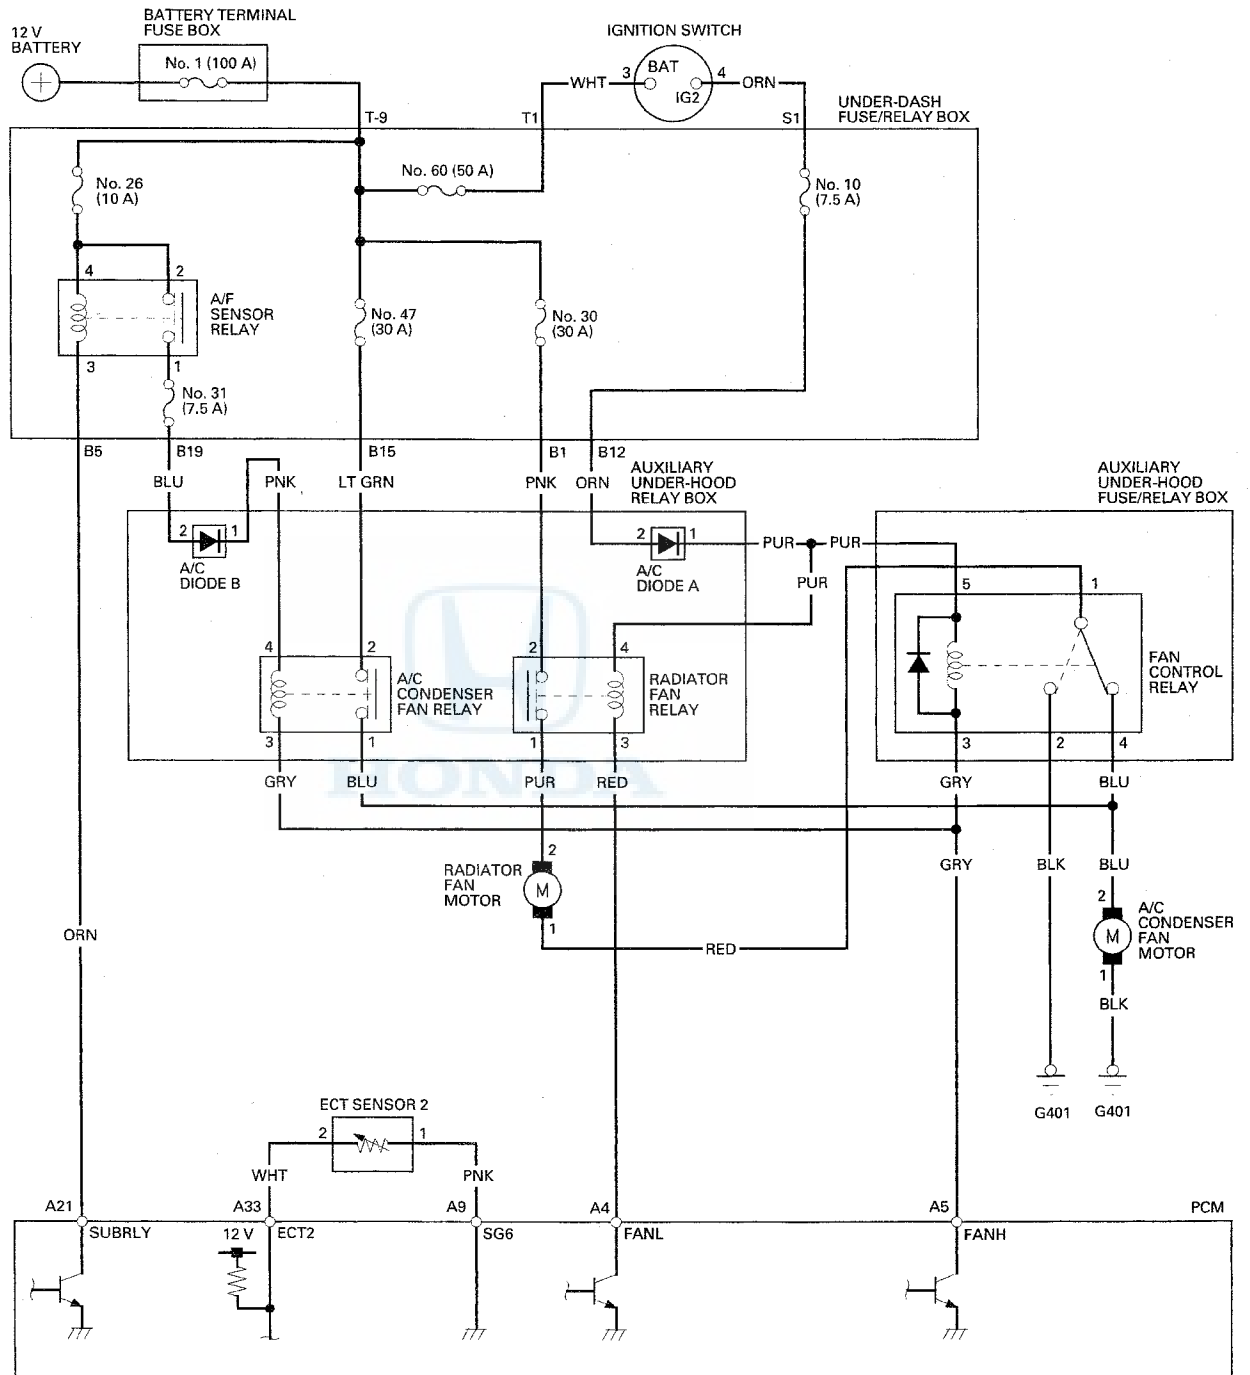 12 V
BATTERY
BATTERY TERMINAL
FUSE BOX
No. 1 (100 A)
IGNITION SWITCH
WHT
3
BAT
4
IG2
ORN
T-9
T1
S1
UNDER-DASH
FUSE/RELAY BOX
No. 60 (50 A)
No. 26
(10 A)
No. 10
(7.5 A)
4
2
A/F
SENSOR
RELAY
3
1
No. 47
(30 A)
No. 30
(30 A)
No. 31
(7.5 A)
B5
B19
B15
B1
B12
BLU
PNK
LT GRN
PNK
ORN
AUXILIARY
UNDER-HOOD
RELAY BOX
AUXILIARY
UNDER-HOOD
FUSE/RELAY BOX
2
1
A/C
DIODE B
2
1
A/C
DIODE A
PUR
PUR
PUR
5
1
4
2
A/C
CONDENSER
FAN RELAY
2
4
RADIATOR
FAN
RELAY
FAN
CONTROL
RELAY
3
1
1
3
3
2
4
HONDA
GRY
BLU
PUR
RED
GRY
BLU
RADIATOR
FAN
MOTOR
2
M
1
GRY
BLK
BLU
2
A/C
CONDENSER
FAN
MOTOR
M
1
ORN
RED
BLK
G401
G401
ECT SENSOR 2
2
1
WHT
PNK
A21
A33
A9
A4
A5
PCM
SUBRLY
12 V
ECT2
SG6
FANL
FANH